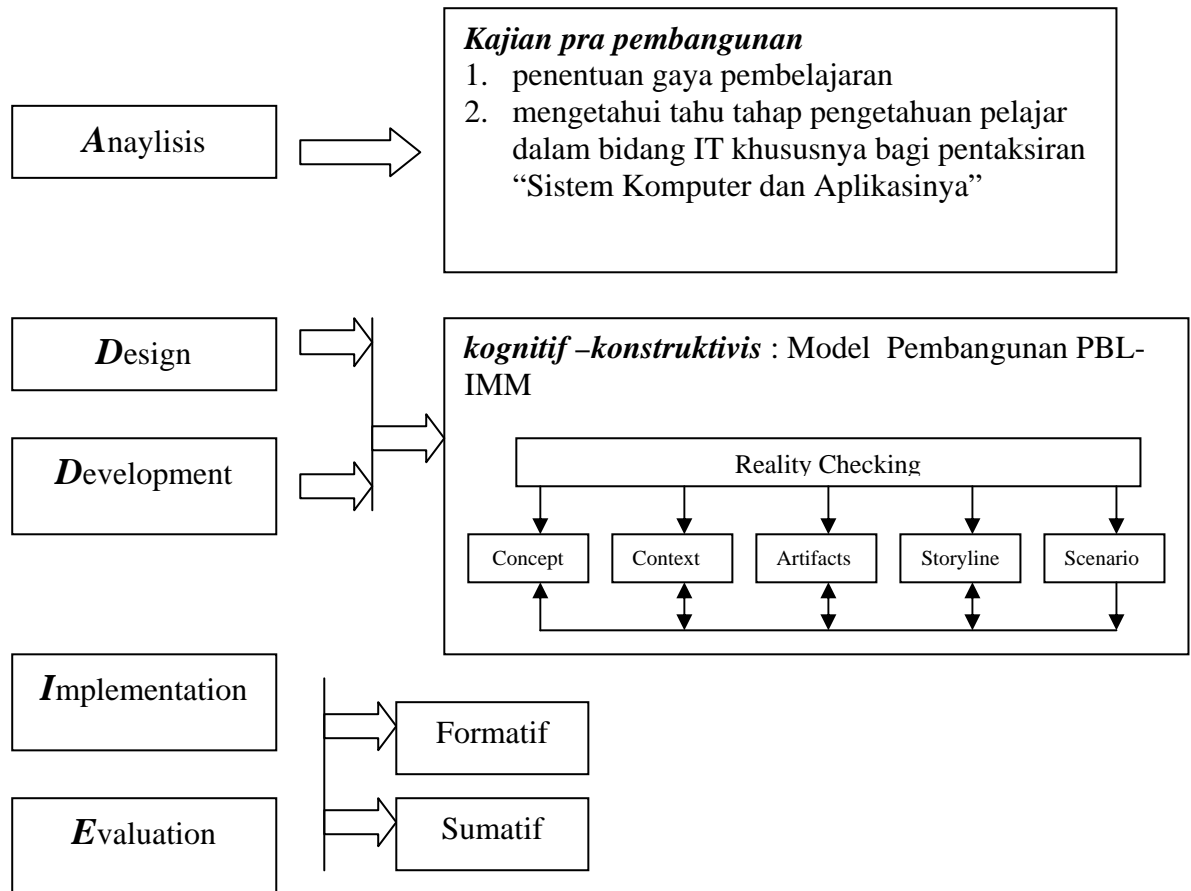 Anaylisis
Kajian pra pembangunan
1. penentuan gaya pembelajaran
2. mengetahui tahu tahap pengetahuan pelajar
dalam bidang IT khususnya bagi pentaksiran
“Sistem Komputer dan Aplikasinya”
Design
Development
kognitif –konstruktivis : Model Pembangunan PBL-
IMM
Reality Checking
Concept
Context
Artifacts
Storyline
Scenario
Implementation
Evaluation
Formatif
Sumatif